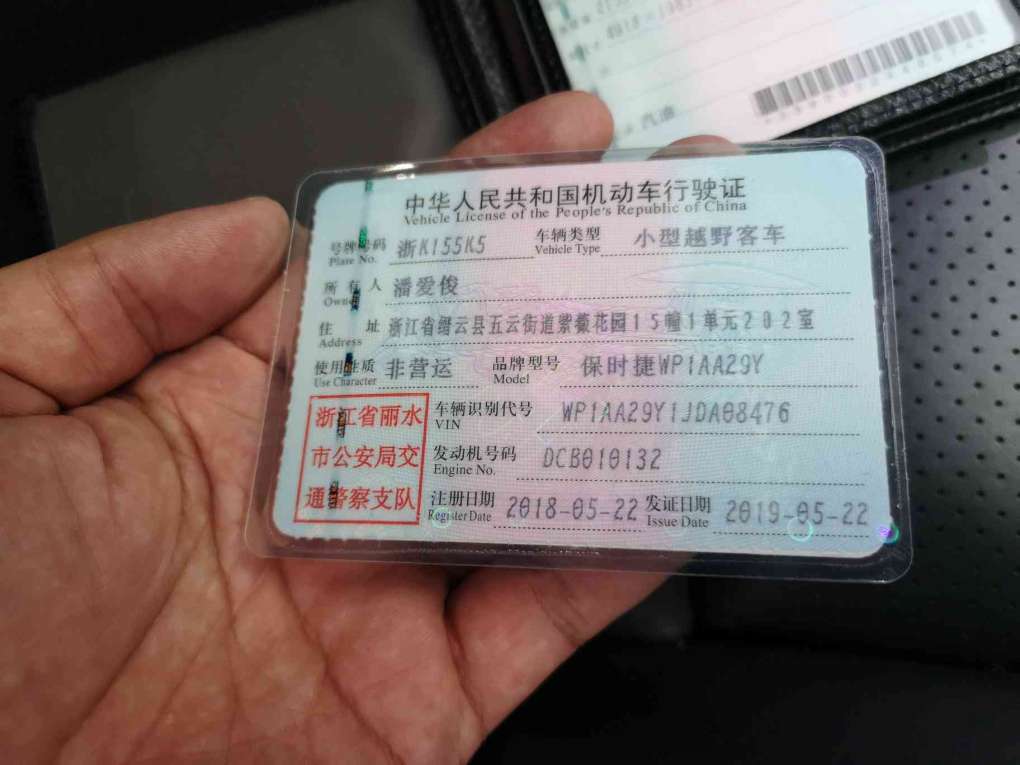 汽油
中华人民共和国机动车行驶证
Vehicle License of the People's Republic of China
号牌号码 浙K155K5 车辆类型 小型越野客车
Plate No. Vehicle Type
所有人 潘爱俊
Owner
住址 浙江省缙云县五云街道紫薇花园15幢1单元202室
Address
使用性质 非营运 品牌型号 保时捷WP1AA29Y
Use Character Model
浙江省丽水 车辆识别代号 WP1AA29Y1JDA08476
VIN
市公安局交 发动机号码 DCB010132
Engine No.
通警察支队 注册日期 2018-05-22 发证日期 2019-05-22
Register Date Issue Date